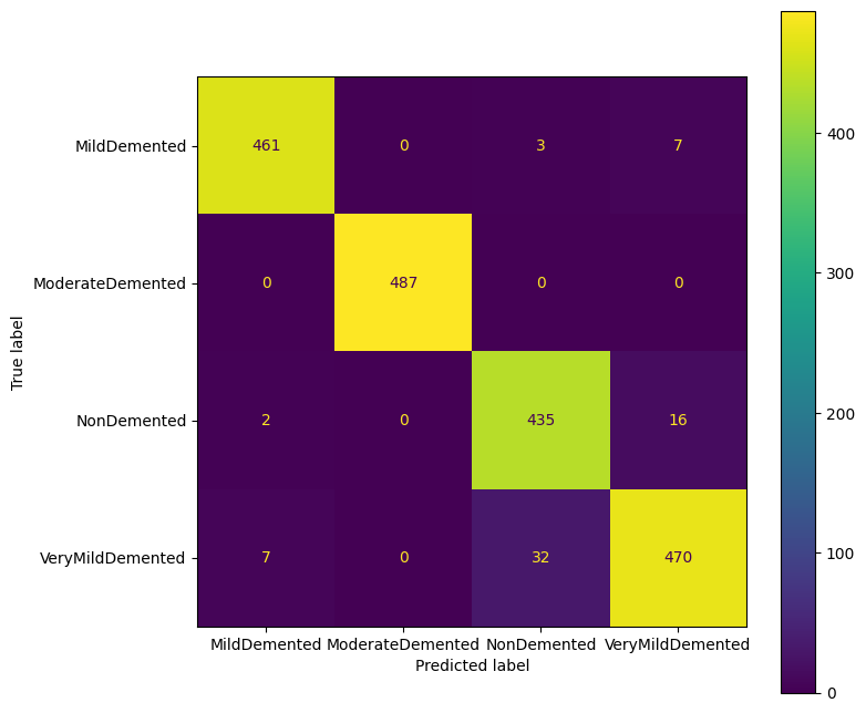 MildDemented 461 0 3 7
ModerateDemented 0 487 0 0
NonDemented 2 0 435 16
VeryMildDemented 7 0 32 470
MildDemented ModerateDemented NonDemented VeryMildDemented
Predicted label
True label
400
300
200
100
0